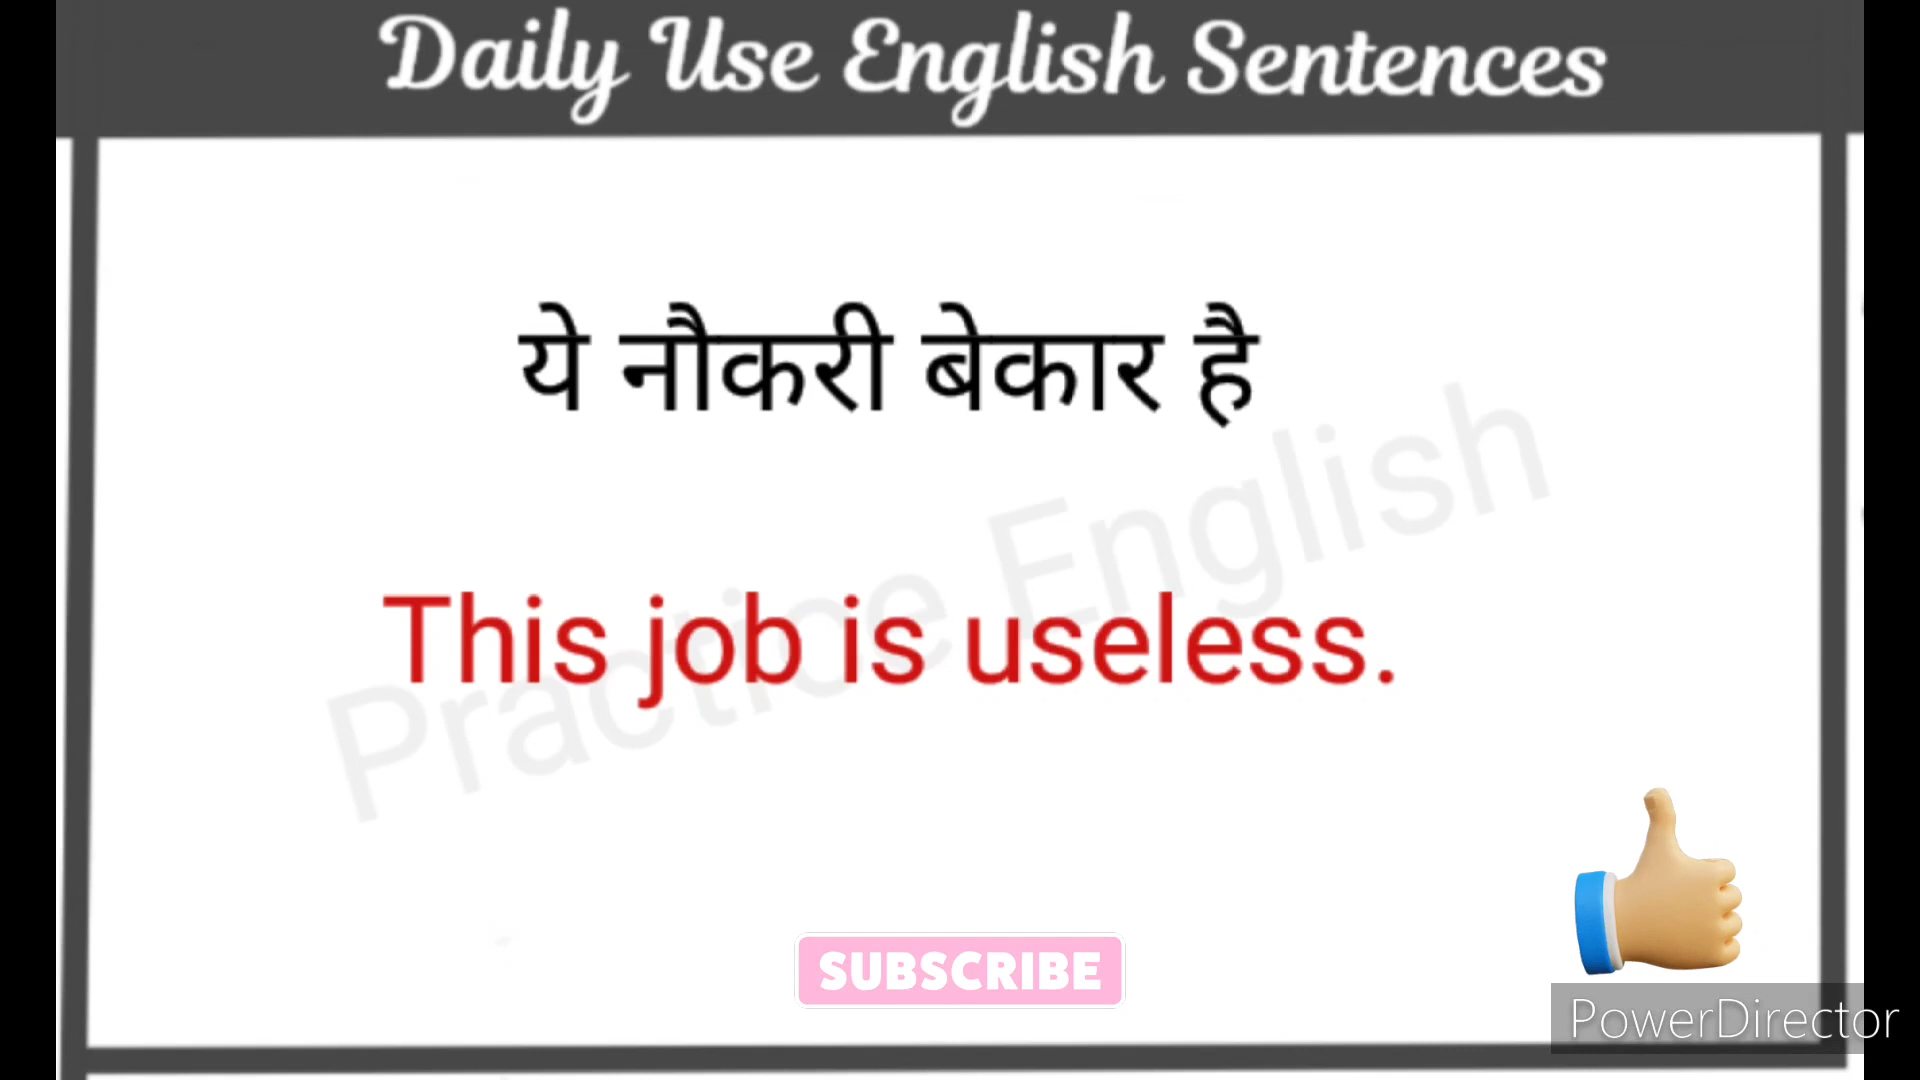 Daily Use English Sentences
ये नौकरी बेकार है
This job is useless.
Practice English
SUBSCRIBE
PowerDirector